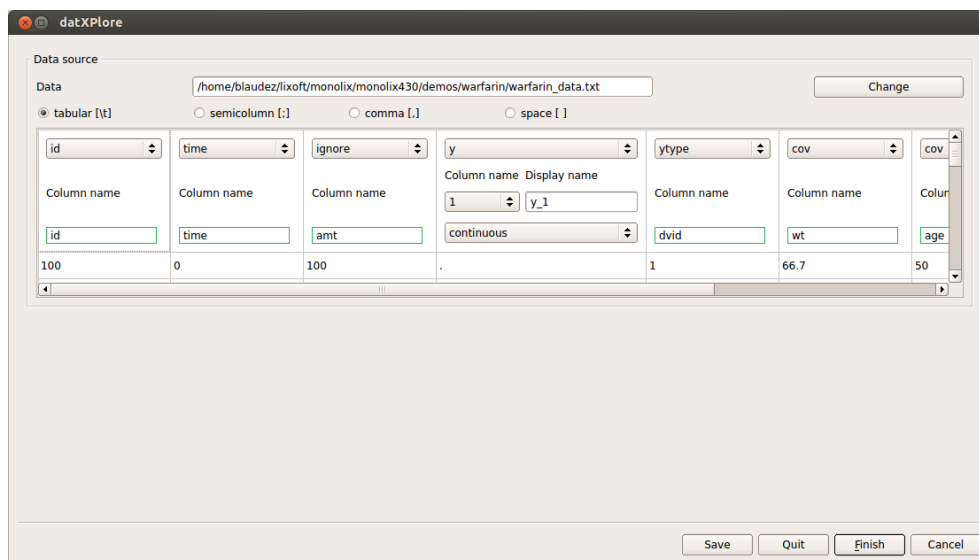 datXPlore
Data source
Data /home/blaudez/lixoft/monolix/monolix430/demos/warfarin/warfarin_data.txt Change
tabular [\t] semicolumn [;] comma [,] space [ ]
id time ignore y ytype cov cov
Column name Display name
Column name Column name Column name Column name Column name Colun
1 y_1
id time amt continuous dvid wt age
100 0 100 . 1 66.7 50
Save Quit Finish Cancel